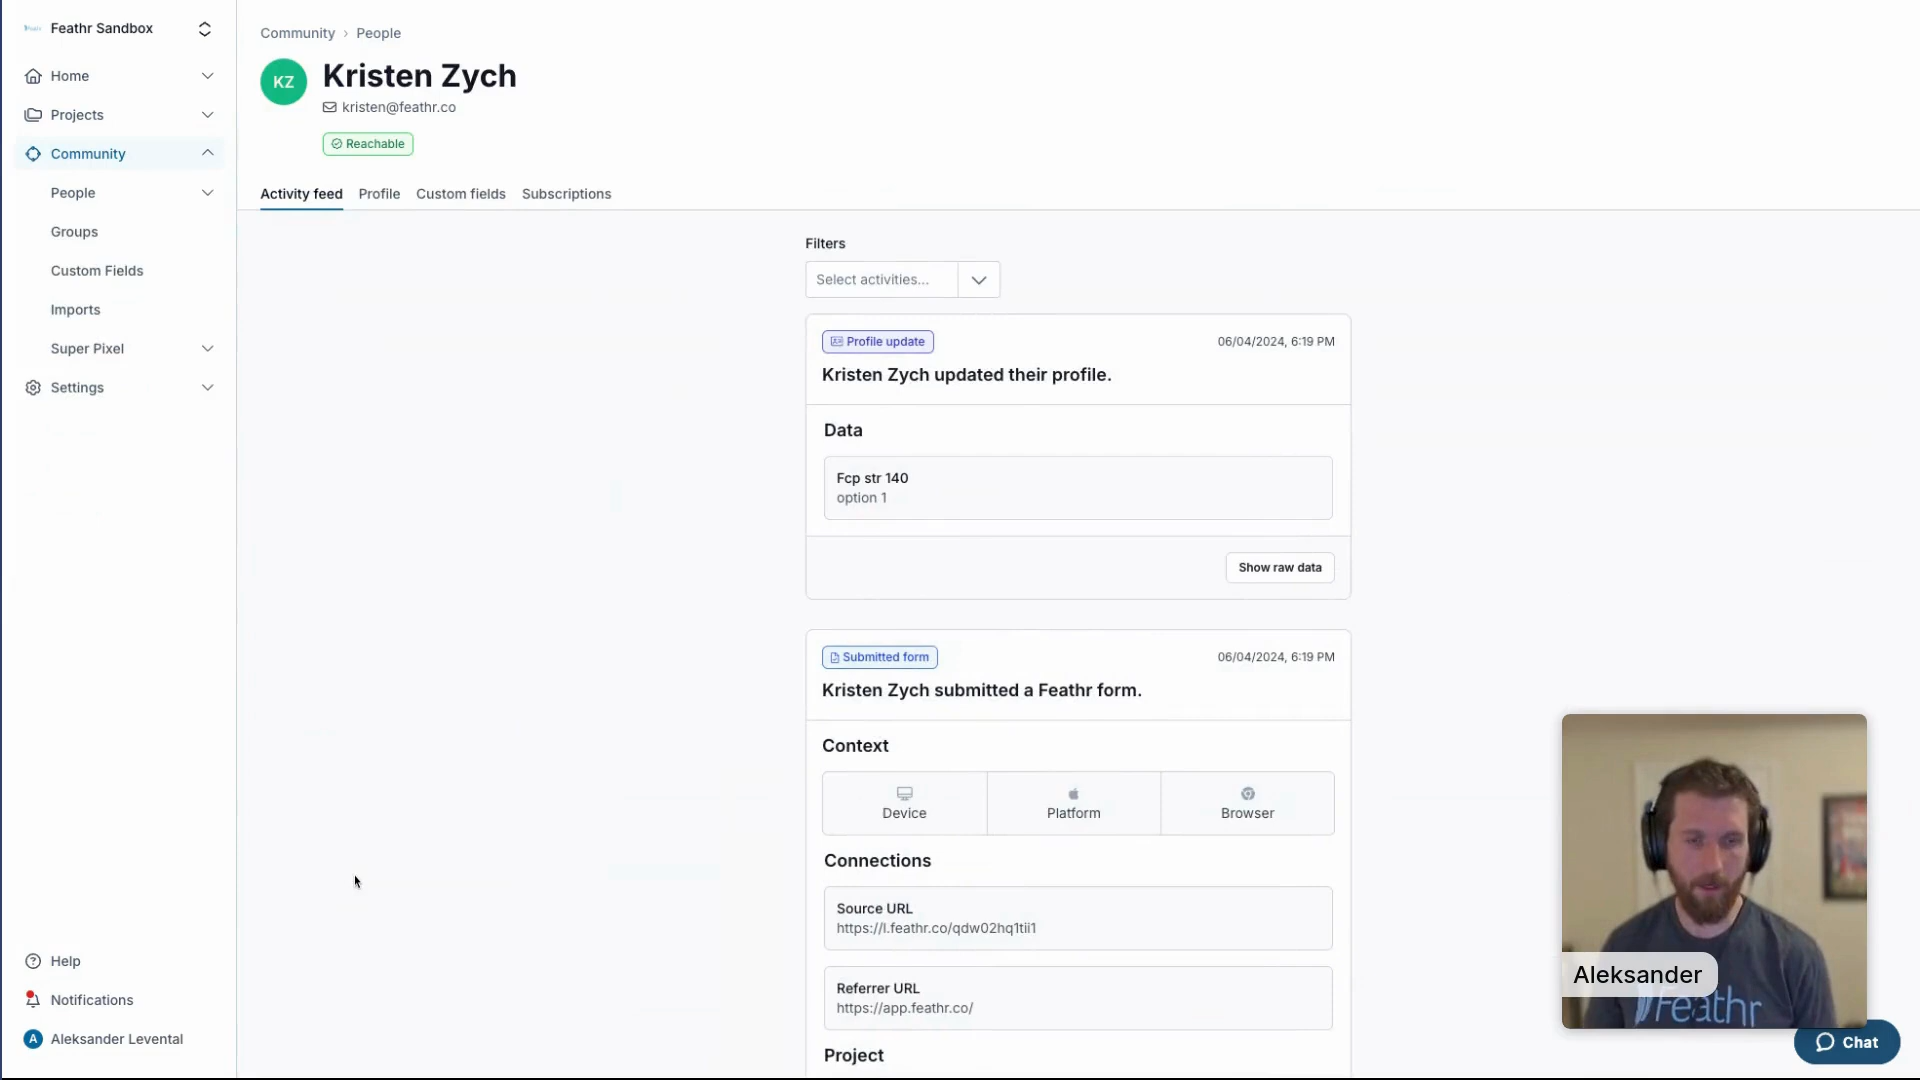 Feathr Sandbox
Home
Projects
Community
People
Groups
Custom Fields
Imports
Super Pixel
Settings
Help
Notifications
A
Aleksander Levental
Community › People
KZ
Kristen Zych
kristen@feathr.co
Reachable
Activity feed
Profile
Custom fields
Subscriptions
Filters
Select activities...
Profile update
06/04/2024, 6:19 PM
Kristen Zych updated their profile.
Data
Fcp str 140
option 1
Show raw data
Submitted form
06/04/2024, 6:19 PM
Kristen Zych submitted a Feathr form.
Context
Device
Platform
Browser
Connections
Source URL
https://l.feathr.co/qdw02hq1tii1
Referrer URL
https://app.feathr.co/
Project
Aleksander
Feathr
Chat